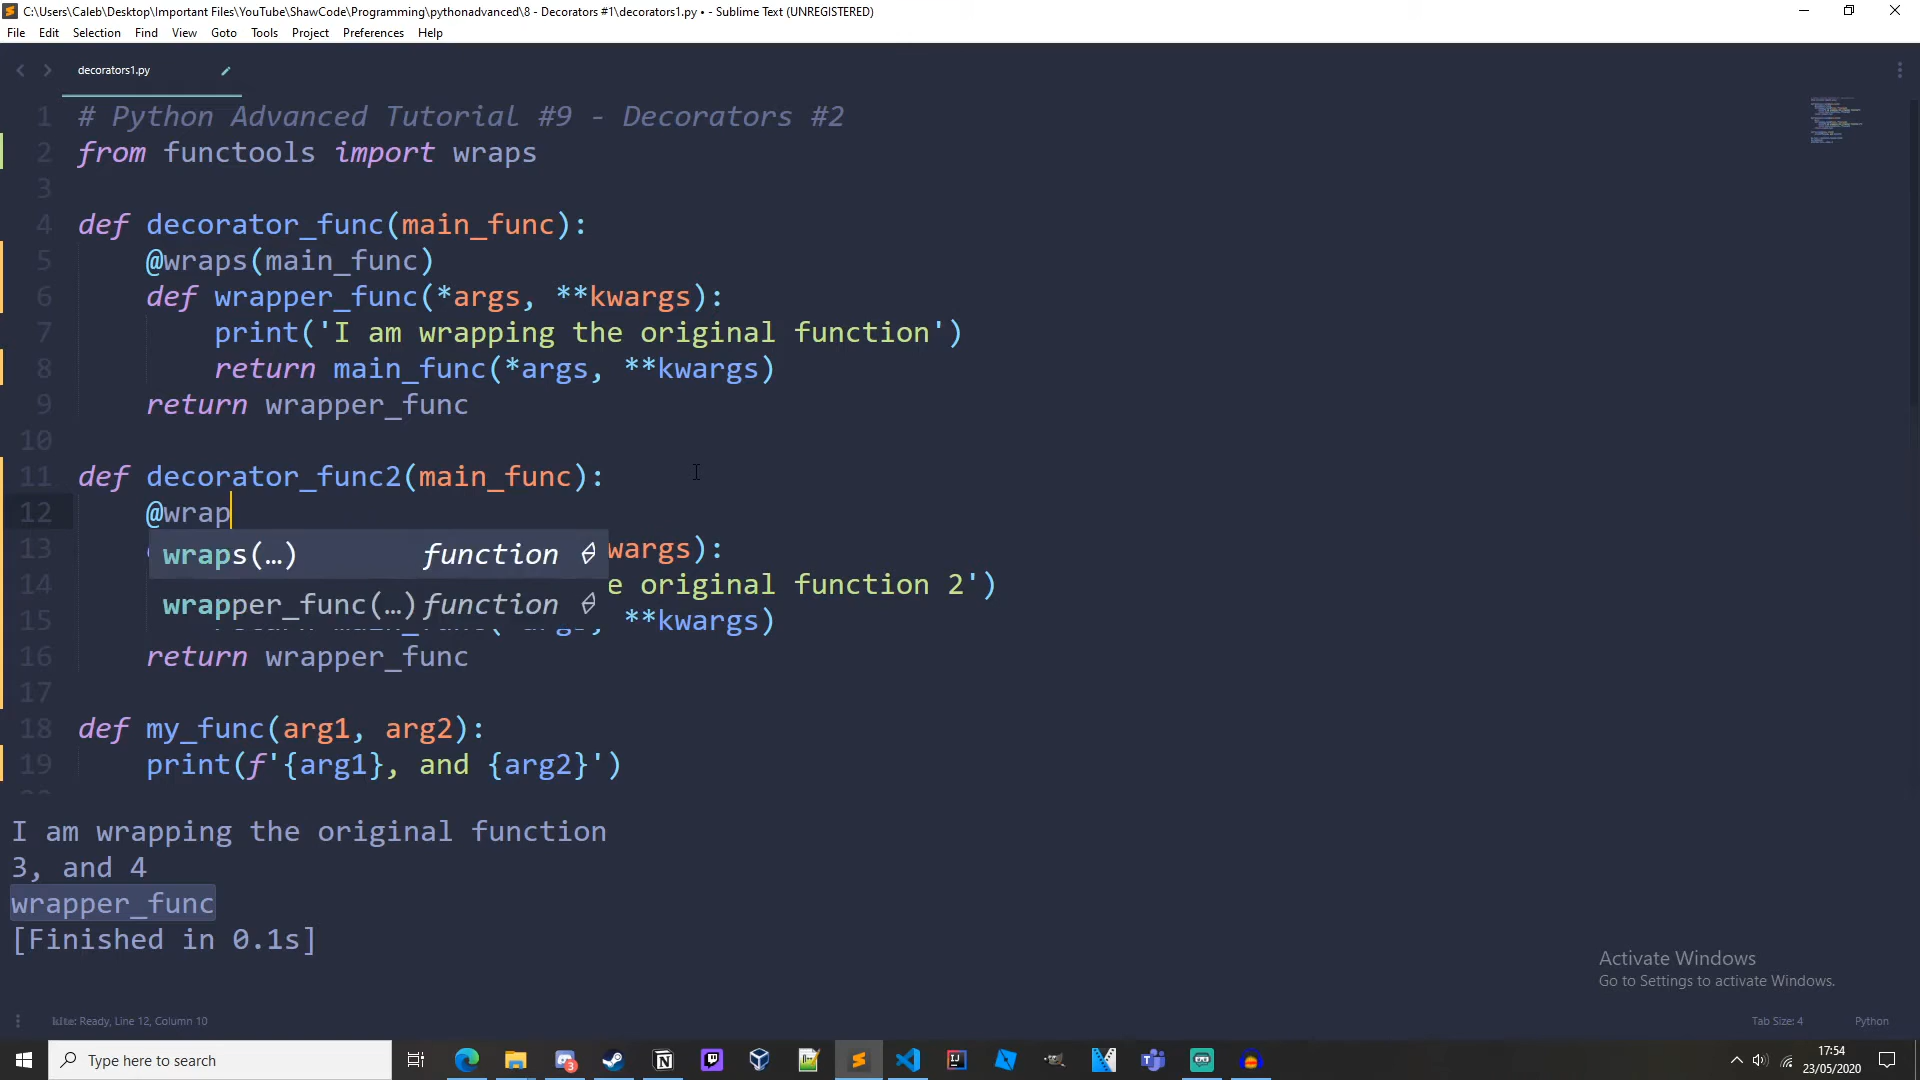 C:\Users\Caleb\Desktop\Important Files\YouTube\ShawCode\Programming\pythonadvanced\8 - Decorators #1\decorators1.py • - Sublime Text (UNREGISTERED)
File Edit Selection Find View Goto Tools Project Preferences Help
decorators1.py
1 # Python Advanced Tutorial #9 - Decorators #2
2 from functools import wraps
3
4 def decorator_func(main_func):
5 @wraps(main_func)
6 def wrapper_func(*args, **kwargs):
7 print('I am wrapping the original function')
8 return main_func(*args, **kwargs)
9 return wrapper_func
10
11 def decorator_func2(main_func):
12 @wrap
wraps(…) function
13 wargs):
14 e original function 2')
wrapper_func(…) function
15 **kwargs)
16 return wrapper_func
17
18 def my_func(arg1, arg2):
19 print(f'{arg1}, and {arg2}')
I am wrapping the original function
3, and 4
wrapper_func
[Finished in 0.1s]
Activate Windows
Go to Settings to activate Windows.
Ready, Line 12, Column 10
Tab Size: 4
Python
Type here to search
3
17:54
23/05/2020